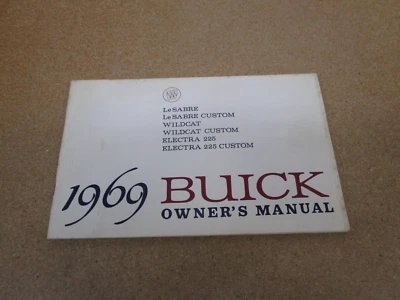 LeSABRE
LeSABRE CUSTOM
WILDCAT
WILDCAT CUSTOM
ELECTRA 225
ELECTRA 225 CUSTOM
1969 BUICK
OWNER'S MANUAL